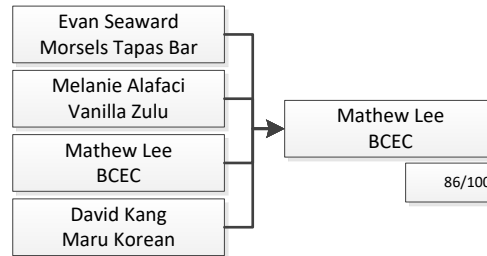 Evan Seaward
Morsels Tapas Bar
Melanie Alafaci
Vanilla Zulu
Mathew Lee
BCEC
David Kang
Maru Korean
Mathew Lee
BCEC
86/100